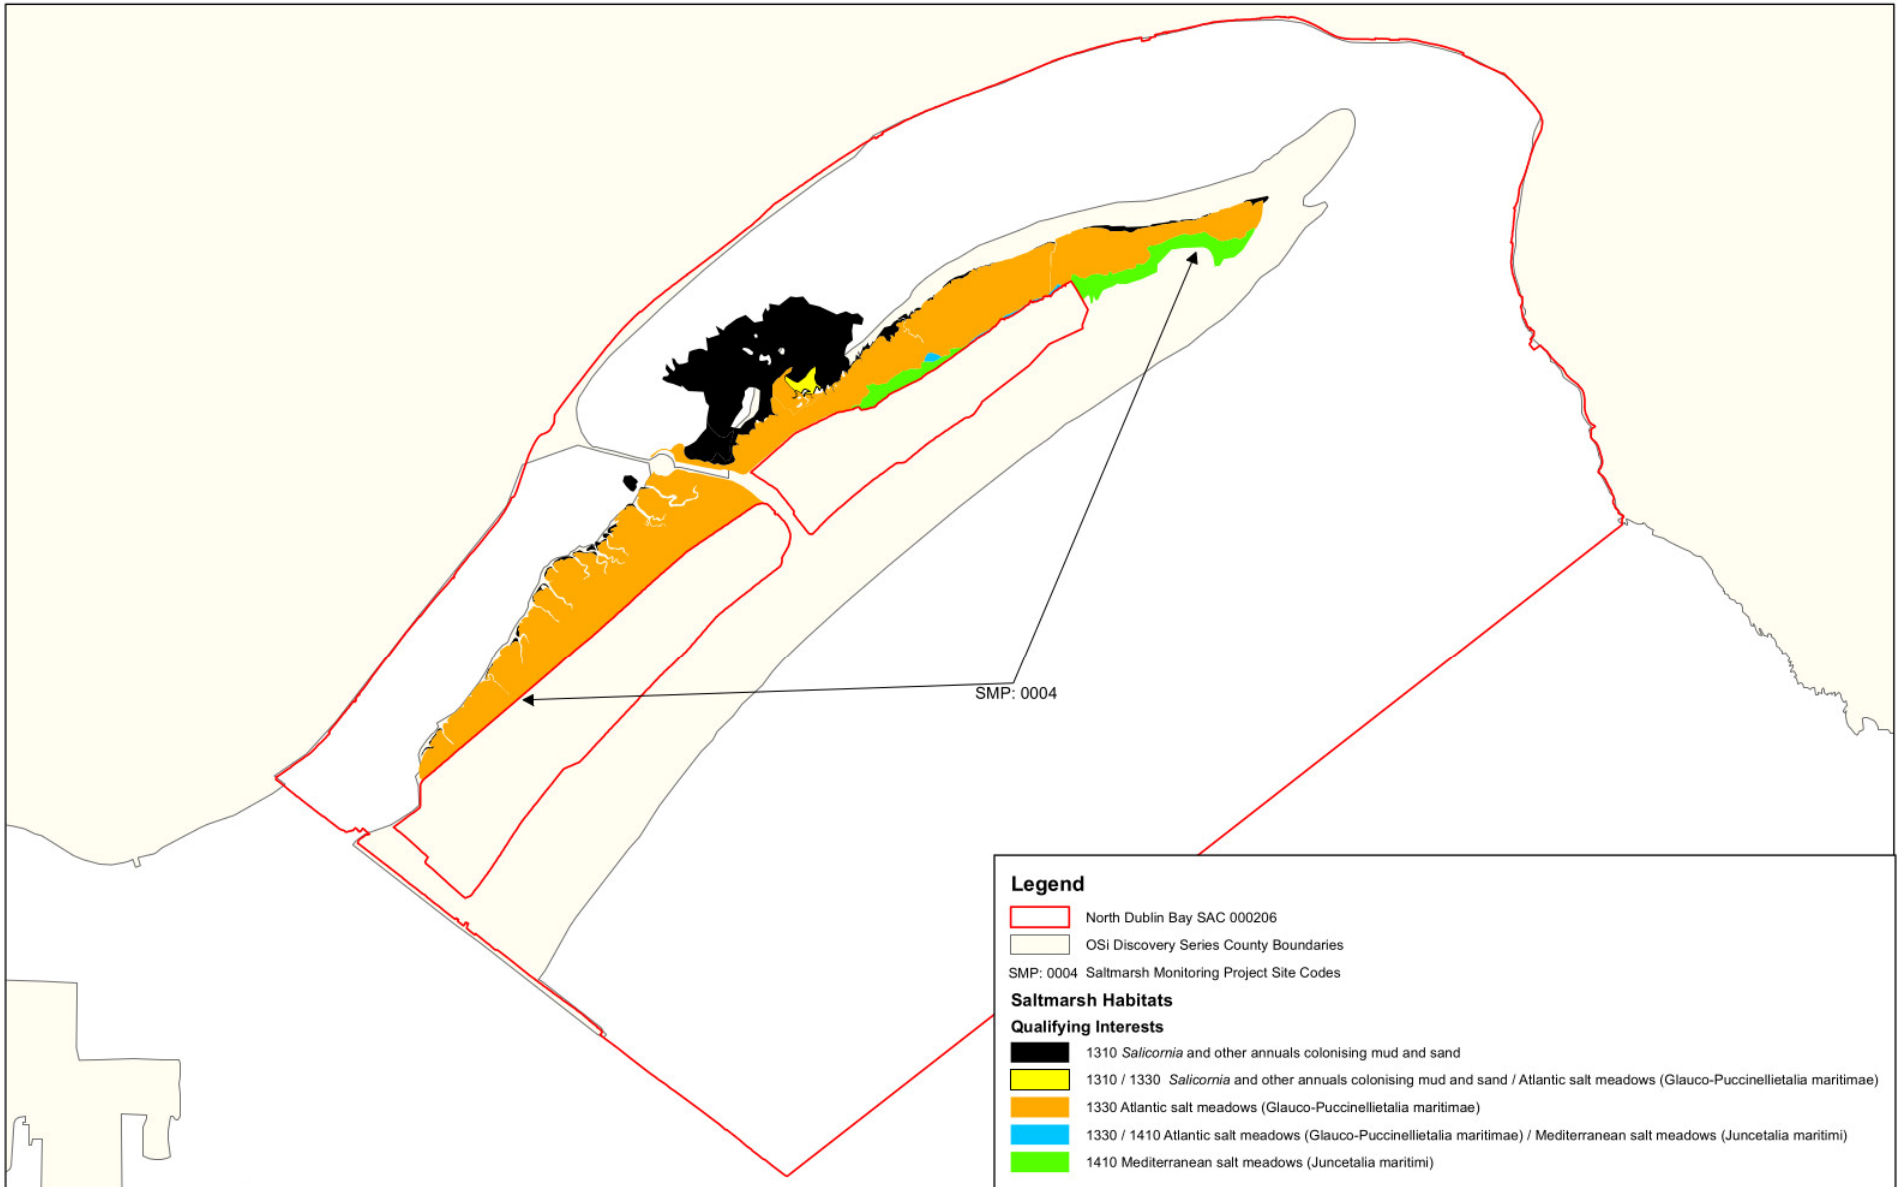 SMP: 0004
Legend
North Dublin Bay SAC 000206
OSi Discovery Series County Boundaries
SMP: 0004 Saltmarsh Monitoring Project Site Codes
Saltmarsh Habitats
Qualifying Interests
1310 Salicornia and other annuals colonising mud and sand
1310 / 1330 Salicornia and other annuals colonising mud and sand / Atlantic salt meadows (Glauco-Puccinellietalia maritimae)
1330 Atlantic salt meadows (Glauco-Puccinellietalia maritimae)
1330 / 1410 Atlantic salt meadows (Glauco-Puccinellietalia maritimae) / Mediterranean salt meadows (Juncetalia maritimi)
1410 Mediterranean salt meadows (Juncetalia maritimi)